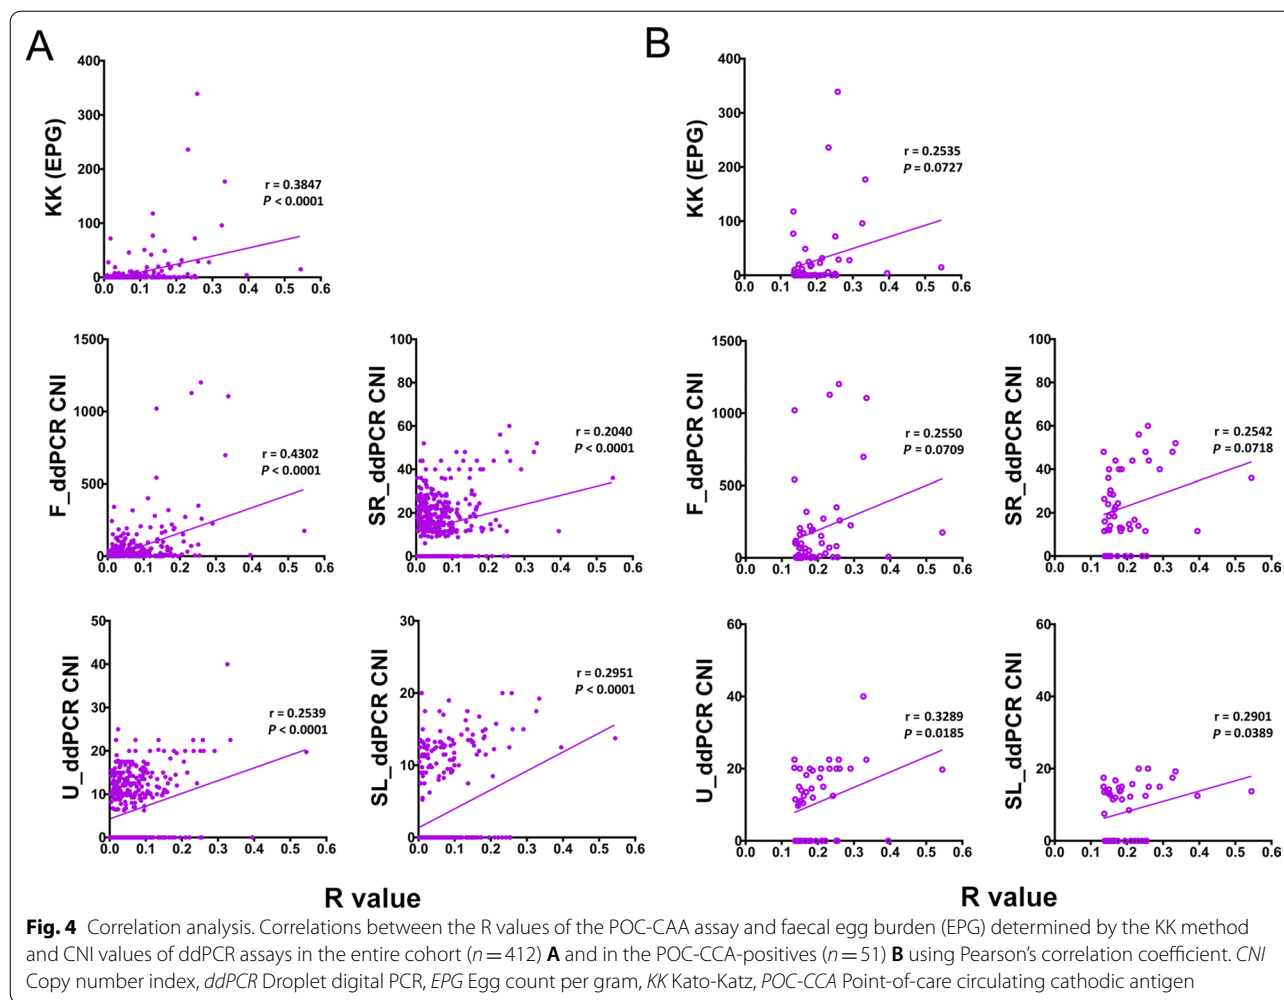 A
B
400
300
200
100
0
KK (EPG)
r = 0.3847
P < 0.0001
0.0 0.1 0.2 0.3 0.4 0.5 0.6
400
300
200
100
0
KK (EPG)
r = 0.2535
P = 0.0727
0.0 0.1 0.2 0.3 0.4 0.5 0.6
1500
1000
500
0
F_ddPCR CNI
r = 0.4302
P < 0.0001
0.0 0.1 0.2 0.3 0.4 0.5 0.6
100
80
60
40
20
0
SR_ddPCR CNI
r = 0.2040
P < 0.0001
0.0 0.1 0.2 0.3 0.4 0.5 0.6
1500
1000
500
0
F_ddPCR CNI
r = 0.2550
P = 0.0709
0.0 0.1 0.2 0.3 0.4 0.5 0.6
100
80
60
40
20
0
SR_ddPCR CNI
r = 0.2542
P = 0.0718
0.0 0.1 0.2 0.3 0.4 0.5 0.6
50
40
30
20
10
0
U_ddPCR CNI
r = 0.2539
P < 0.0001
0.0 0.1 0.2 0.3 0.4 0.5 0.6
30
20
10
0
SL_ddPCR CNI
r = 0.2951
P < 0.0001
0.0 0.1 0.2 0.3 0.4 0.5 0.6
60
40
20
0
U_ddPCR CNI
r = 0.3289
P = 0.0185
0.0 0.1 0.2 0.3 0.4 0.5 0.6
60
40
20
0
SL_ddPCR CNI
r = 0.2901
P = 0.0389
0.0 0.1 0.2 0.3 0.4 0.5 0.6
R value
R value
Fig. 4 Correlation analysis. Correlations between the R values of the POC-CAA assay and faecal egg burden (EPG) determined by the KK method
and CNI values of ddPCR assays in the entire cohort (n = 412) A and in the POC-CCA-positives (n = 51) B using Pearson’s correlation coefficient. CNI
Copy number index, ddPCR Droplet digital PCR, EPG Egg count per gram, KK Kato-Katz, POC-CCA Point-of-care circulating cathodic antigen